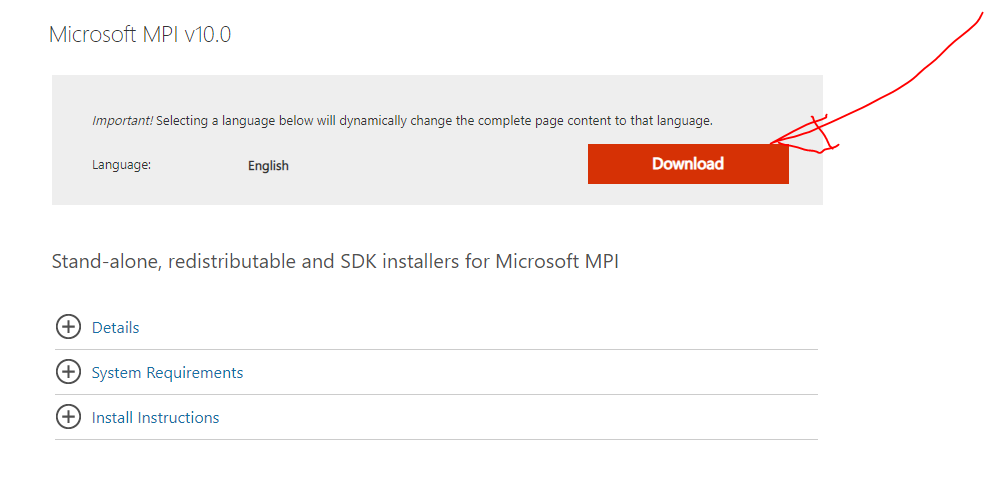 Microsoft MPI v10.0
Important! Selecting a language below will dynamically change the complete page content to that language.
Language: English Download
Stand-alone, redistributable and SDK installers for Microsoft MPI
Details
System Requirements
Install Instructions